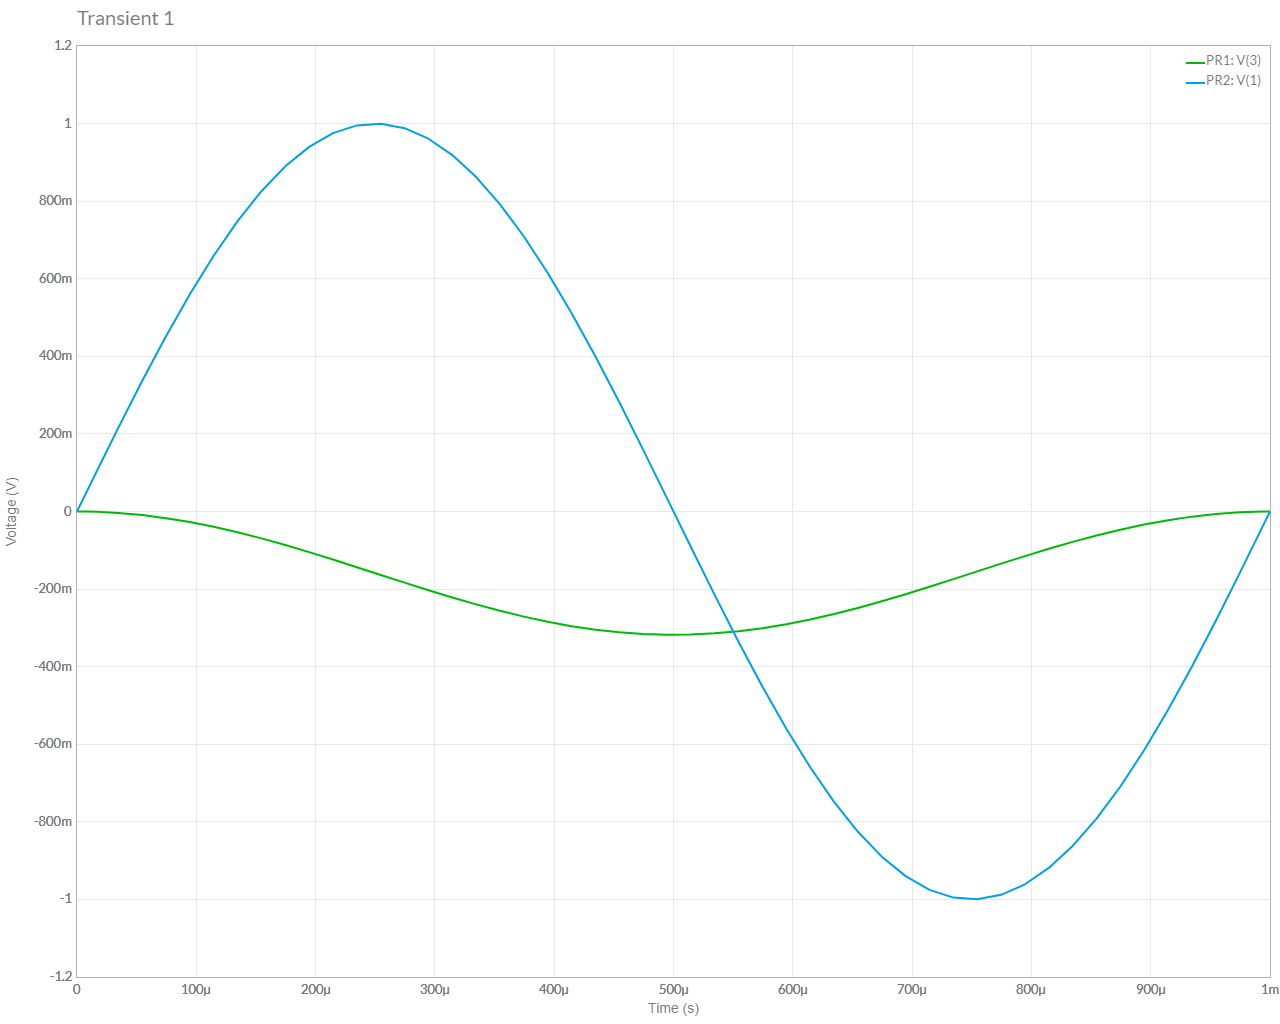 Transient 1
PR1: V(3)
PR2: V(1)
Voltage (V)
1.2
1
800m
600m
400m
200m
0
-200m
-400m
-600m
-800m
-1
-1.2
0 100µ 200µ 300µ 400µ 500µ 600µ 700µ 800µ 900µ 1m
Time (s)